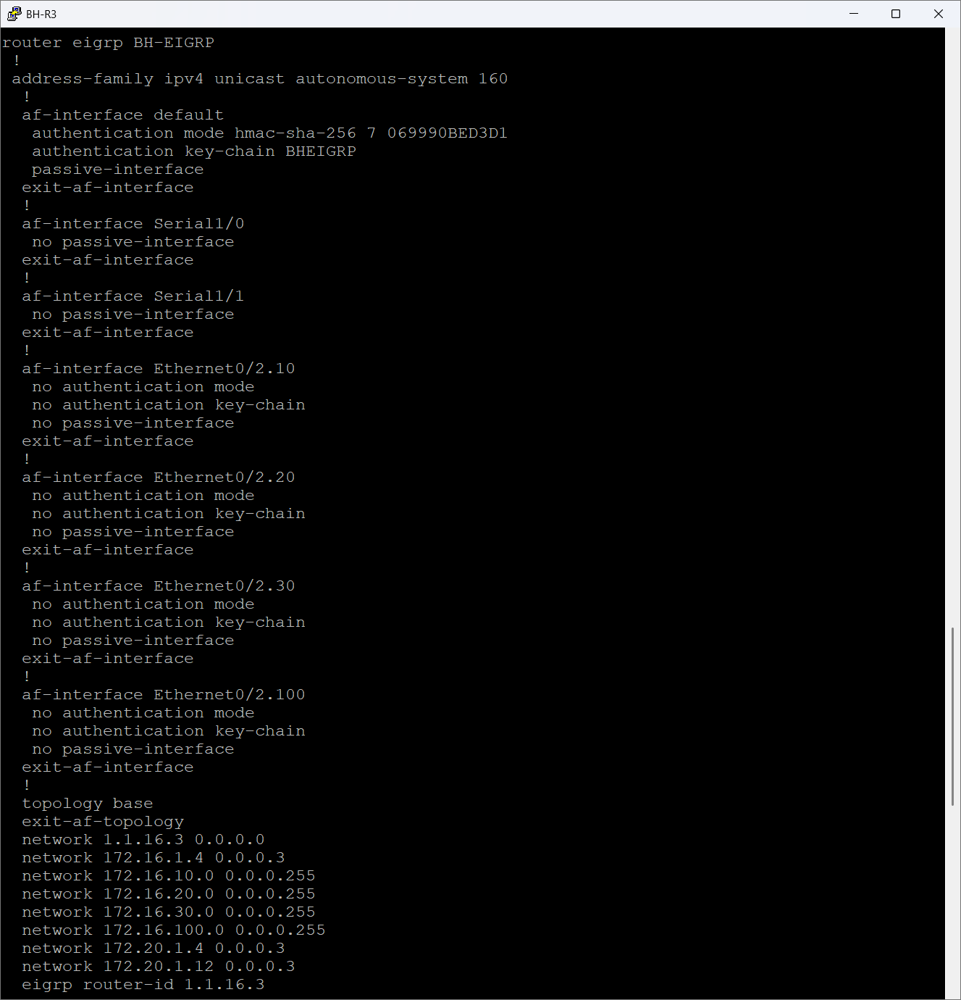 BH-R3
router eigrp BH-EIGRP
 !
 address-family ipv4 unicast autonomous-system 160
  !
  af-interface default
   authentication mode hmac-sha-256 7 069990BED3D1
   authentication key-chain BHEIGRP
   passive-interface
  exit-af-interface
  !
  af-interface Serial1/0
   no passive-interface
  exit-af-interface
  !
  af-interface Serial1/1
   no passive-interface
  exit-af-interface
  !
  af-interface Ethernet0/2.10
   no authentication mode
   no authentication key-chain
   no passive-interface
  exit-af-interface
  !
  af-interface Ethernet0/2.20
   no authentication mode
   no authentication key-chain
   no passive-interface
  exit-af-interface
  !
  af-interface Ethernet0/2.30
   no authentication mode
   no authentication key-chain
   no passive-interface
  exit-af-interface
  !
  af-interface Ethernet0/2.100
   no authentication mode
   no authentication key-chain
   no passive-interface
  exit-af-interface
  !
  topology base
  exit-af-topology
  network 1.1.16.3 0.0.0.0
  network 172.16.1.4 0.0.0.3
  network 172.16.10.0 0.0.0.255
  network 172.16.20.0 0.0.0.255
  network 172.16.30.0 0.0.0.255
  network 172.16.100.0 0.0.0.255
  network 172.20.1.4 0.0.0.3
  network 172.20.1.12 0.0.0.3
  eigrp router-id 1.1.16.3